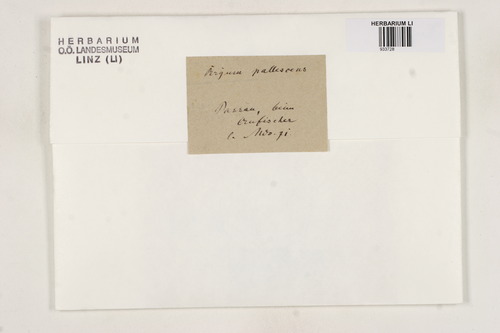 HERBARIUM
O.Ö. LANDESMUSEUM
LINZ (LI)
HERBARIUM LI
Bryum pallescens
Passau, beim